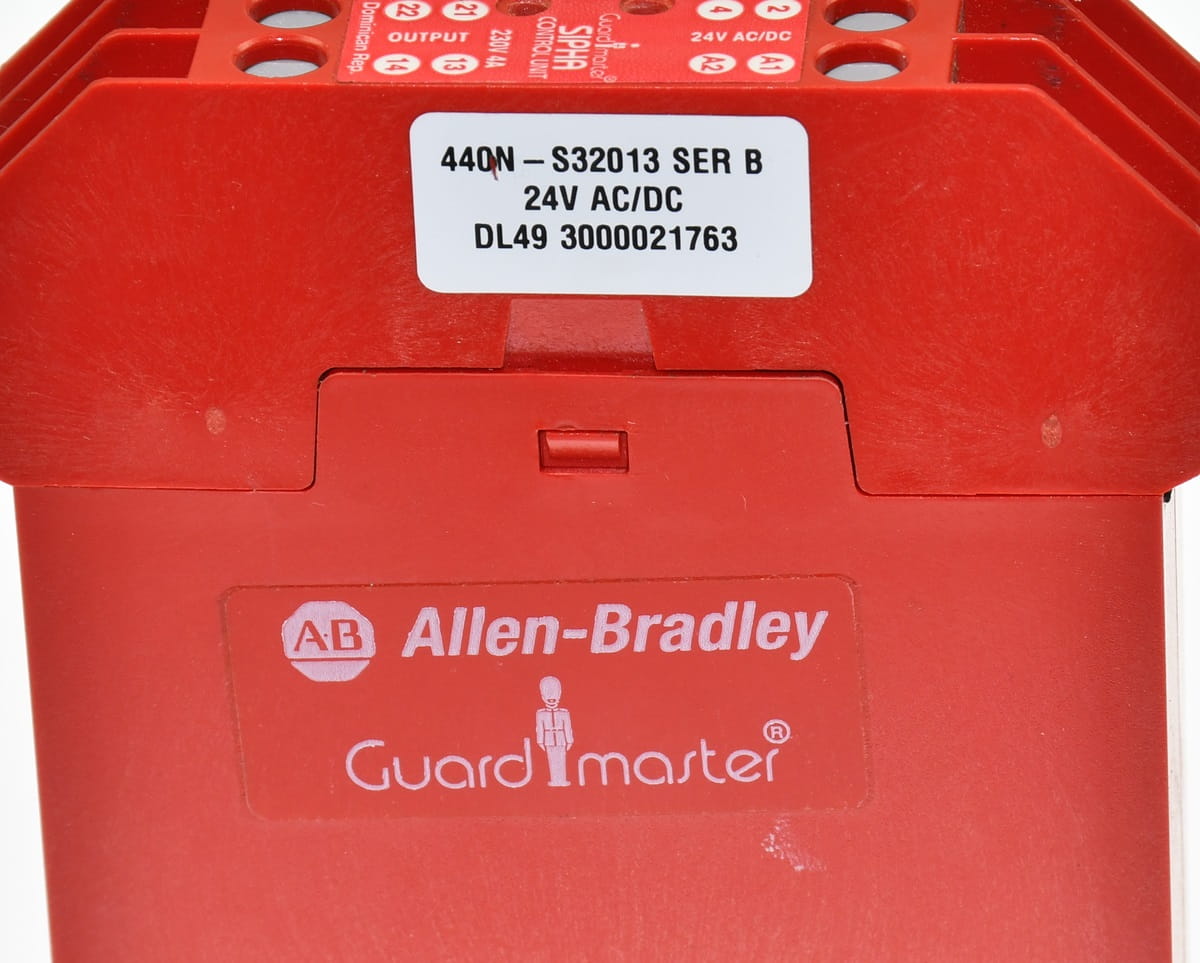 22 21
OUTPUT
14 13
Dominican Rep.
230V 4A
CONTROL UNIT
SIPHA
Guardmaster®
4 2
24V AC/DC
A2 A1
440N – S32013 SER B
24V AC/DC
DL49 3000021763
A·B Allen-Bradley
Guardmaster®